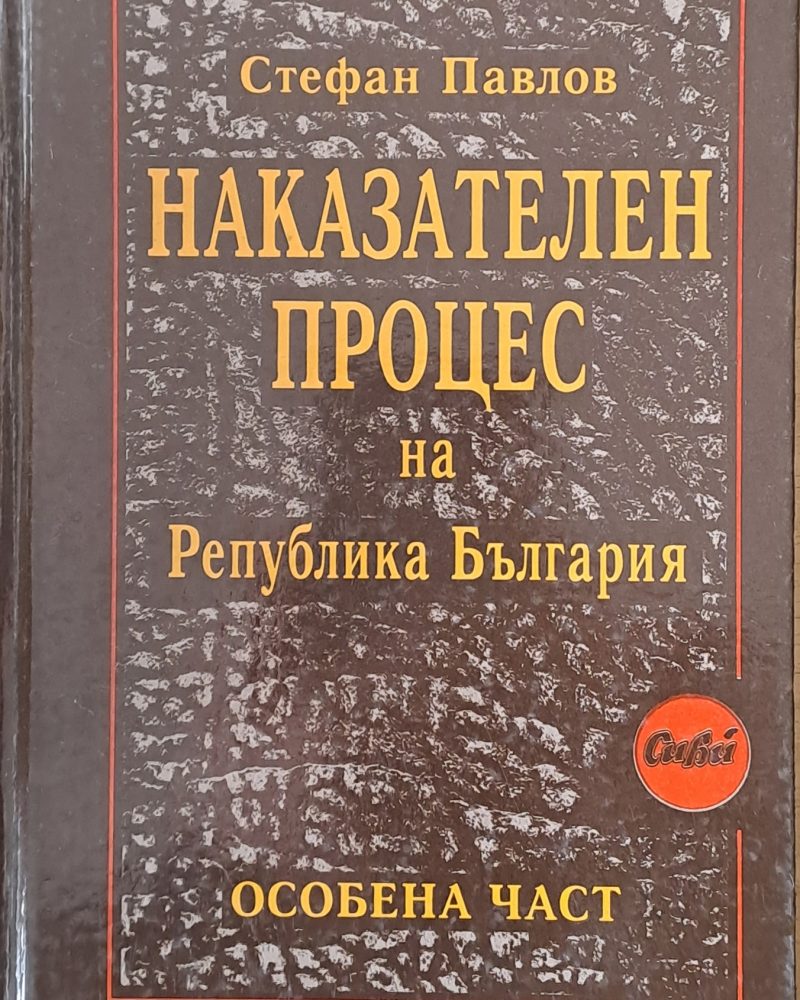 Стефан Павлов
НАКАЗАТЕЛЕН
ПРОЦЕС
на
Република България
Сиби
ОСОБЕНА ЧАСТ